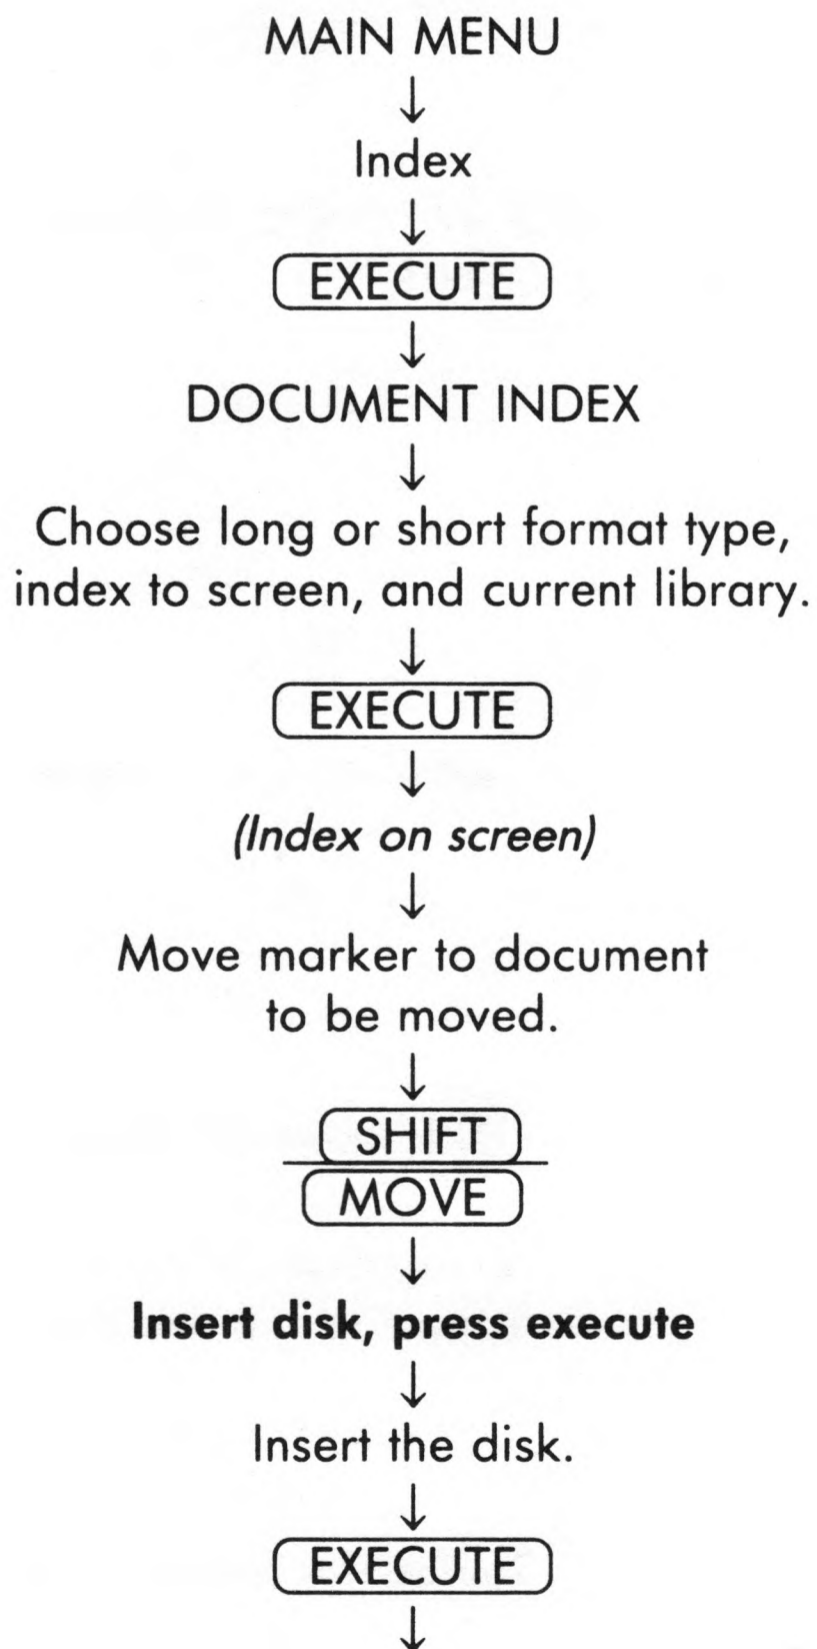 MAIN MENU
Index
EXECUTE
DOCUMENT INDEX
Choose long or short format type,
index to screen, and current library.
EXECUTE
(Index on screen)
Move marker to document
to be moved.
SHIFT
MOVE
Insert disk, press execute
Insert the disk.
EXECUTE